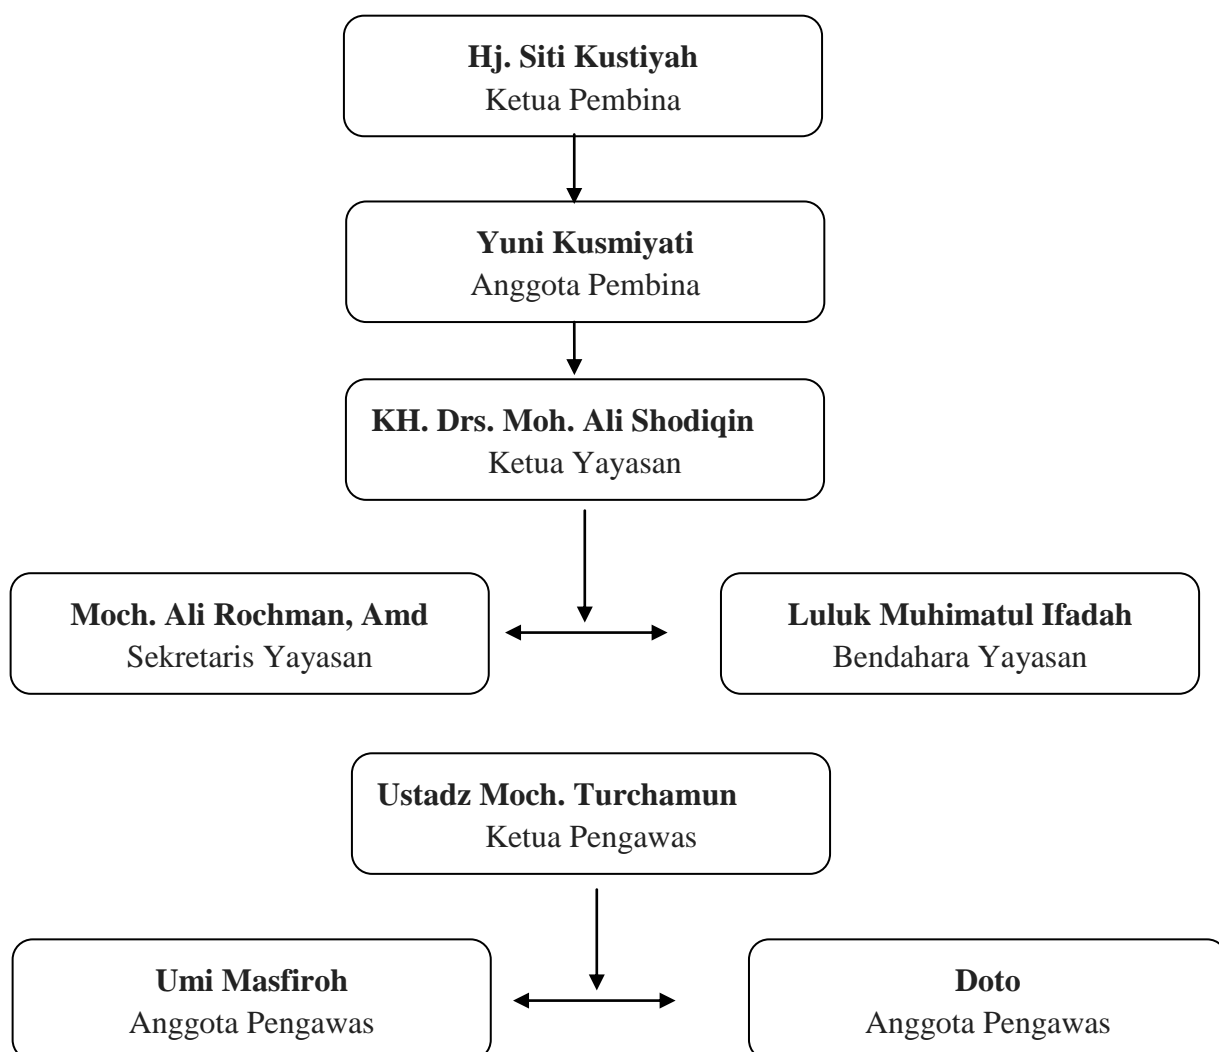 Hj. Siti Kustiyah
Ketua Pembina
Yuni Kusmiyati
Anggota Pembina
KH. Drs. Moh. Ali Shodiqin
Ketua Yayasan
Moch. Ali Rochman, Amd
Sekretaris Yayasan
Luluk Muhimatul Ifadah
Bendahara Yayasan
Ustadz Moch. Turchamun
Ketua Pengawas
Umi Masfiroh
Anggota Pengawas
Doto
Anggota Pengawas